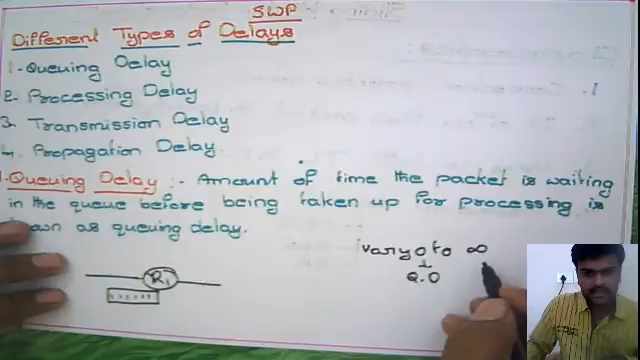 SWP
Different Types of Delays
1. Queuing Delay
2. Processing Delay
3. Transmission Delay
4. Propagation Delay
1. Queuing Delay :- Amount of time the packet is waiting
in the queue before being taken up for processing is
known as queuing delay.
vary 0 to ∞
Q.D
R1